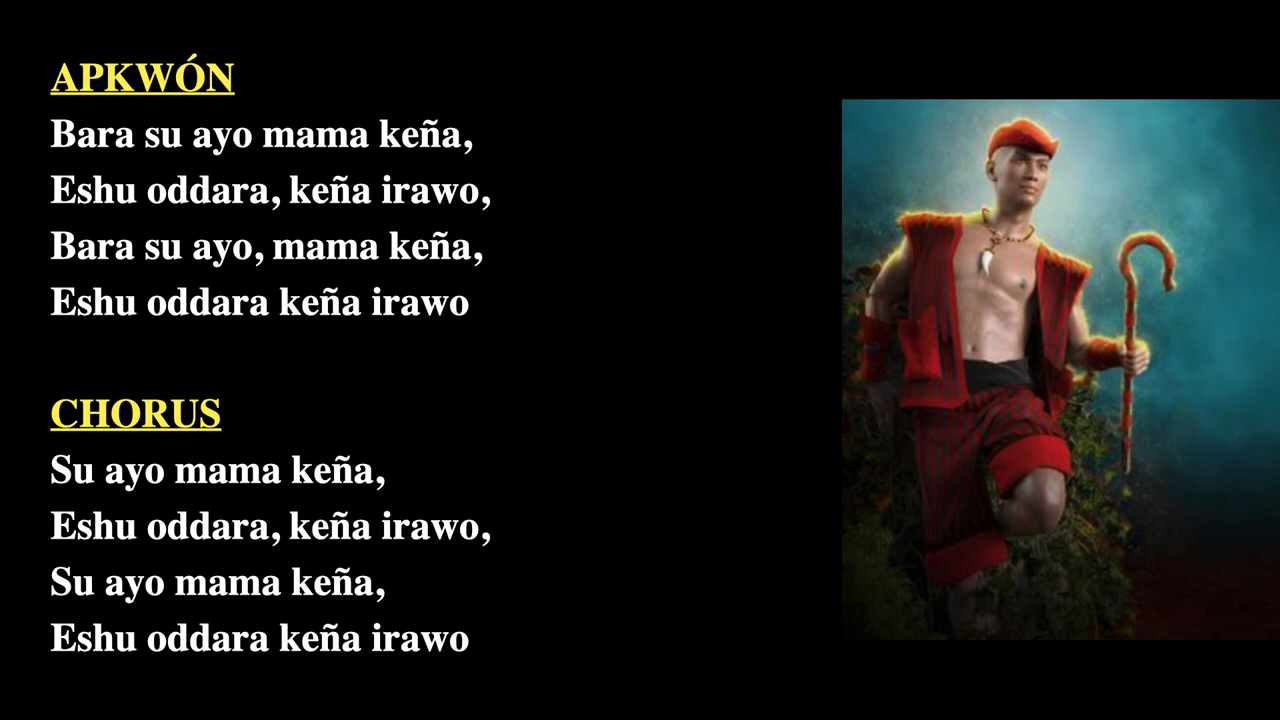 APKWÓN
Bara su ayo mama keña,
Eshu oddara, keña irawo,
Bara su ayo, mama keña,
Eshu oddara keña irawo
CHORUS
Su ayo mama keña,
Eshu oddara, keña irawo,
Su ayo mama keña,
Eshu oddara keña irawo